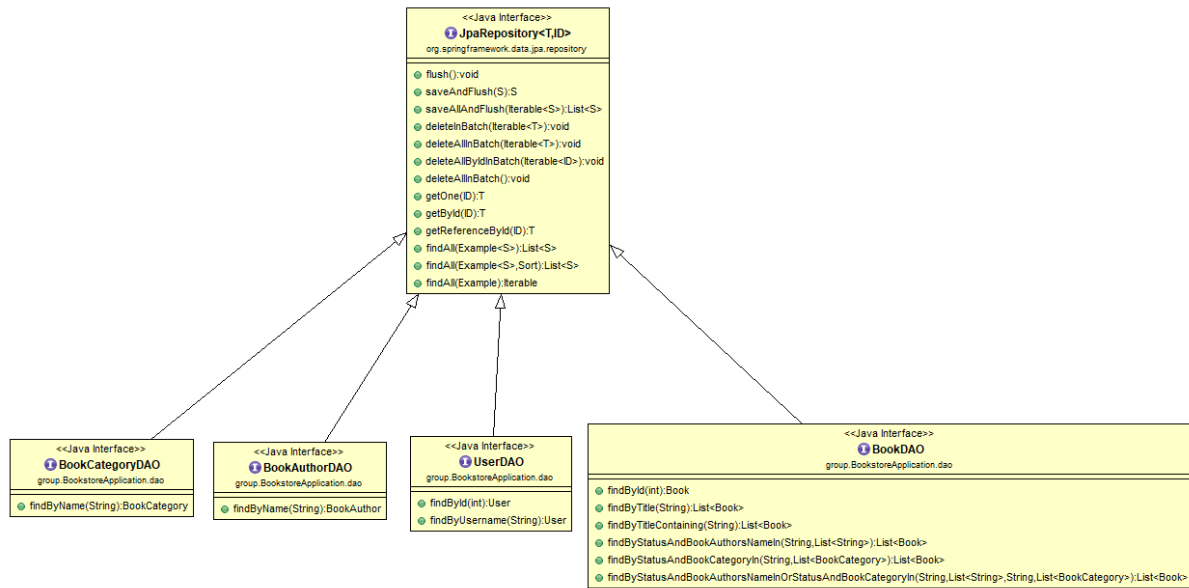 <<Java Interface>>
JpaRepository<T,ID>
org.springframework.data.jpa.repository
flush():void
saveAndFlush(S):S
saveAllAndFlush(Iterable<S>):List<S>
deleteInBatch(Iterable<T>):void
deleteAllInBatch(Iterable<T>):void
deleteAllByIdInBatch(Iterable<ID>):void
deleteAllInBatch():void
getOne(ID):T
getById(ID):T
getReferenceById(ID):T
findAll(Example<S>):List<S>
findAll(Example<S>,Sort):List<S>
findAll(Example):Iterable
<<Java Interface>>
BookCategoryDAO
group.BookstoreApplication.dao
findByName(String):BookCategory
<<Java Interface>>
BookAuthorDAO
group.BookstoreApplication.dao
findByName(String):BookAuthor
<<Java Interface>>
UserDAO
group.BookstoreApplication.dao
findById(int):User
findByUsername(String):User
<<Java Interface>>
BookDAO
group.BookstoreApplication.dao
findById(int):Book
findByTitle(String):List<Book>
findByTitleContaining(String):List<Book>
findByStatusAndBookAuthorsNameIn(String,List<String>):List<Book>
findByStatusAndBookCategoryIn(String,List<BookCategory>):List<Book>
findByStatusAndBookAuthorsNameInOrStatusAndBookCategoryIn(String,List<String>,String,List<BookCategory>):List<Book>